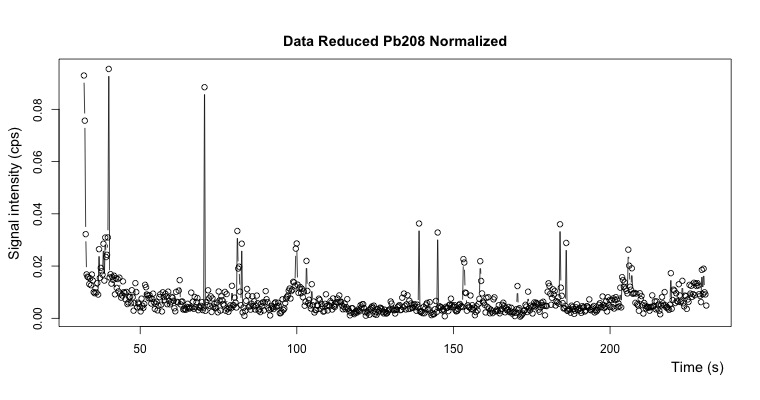 Data Reduced Pb208 Normalized
Signal intensity (cps)
0.08
0.06
0.04
0.02
0.00
50 100 150 200
Time (s)